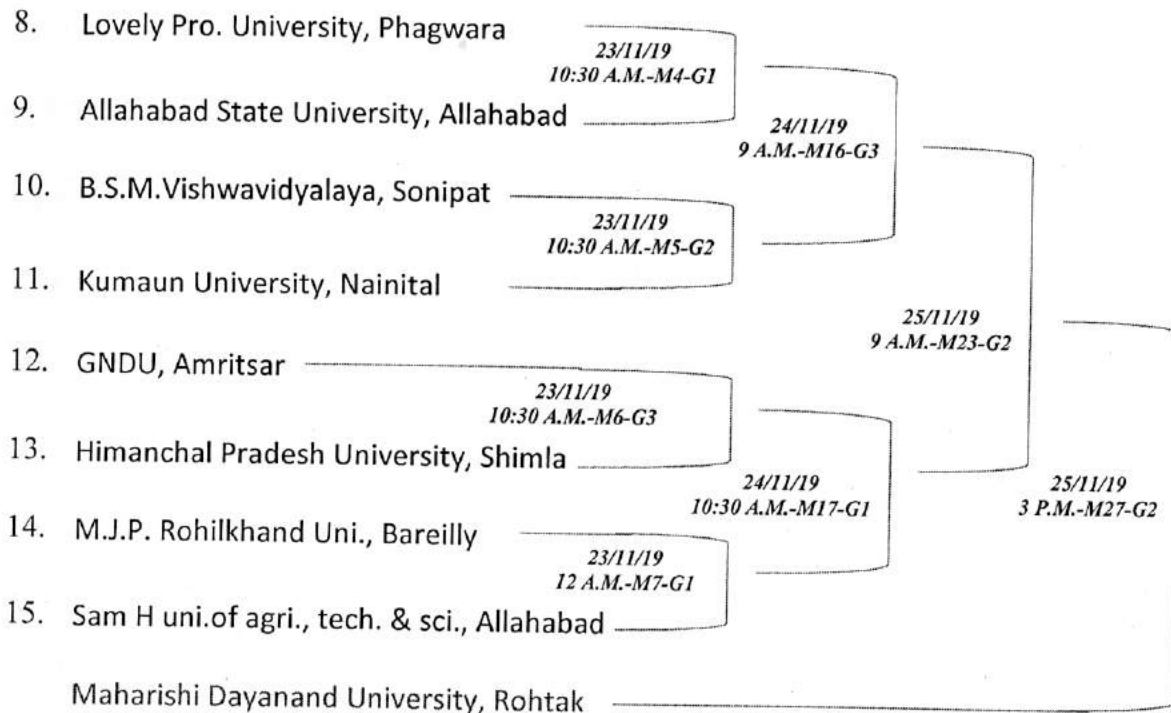 8. Lovely Pro. University, Phagwara
23/11/19
10:30 A.M.-M4-G1
9. Allahabad State University, Allahabad
24/11/19
9 A.M.-M16-G3
10. B.S.M.Vishwavidyalaya, Sonipat
23/11/19
10:30 A.M.-M5-G2
11. Kumaun University, Nainital
25/11/19
9 A.M.-M23-G2
12. GNDU, Amritsar
23/11/19
10:30 A.M.-M6-G3
13. Himanchal Pradesh University, Shimla
24/11/19
10:30 A.M.-M17-G1
25/11/19
3 P.M.-M27-G2
14. M.J.P. Rohilkhand Uni., Bareilly
23/11/19
12 A.M.-M7-G1
15. Sam H uni.of agri., tech. & sci., Allahabad
Maharishi Dayanand University, Rohtak